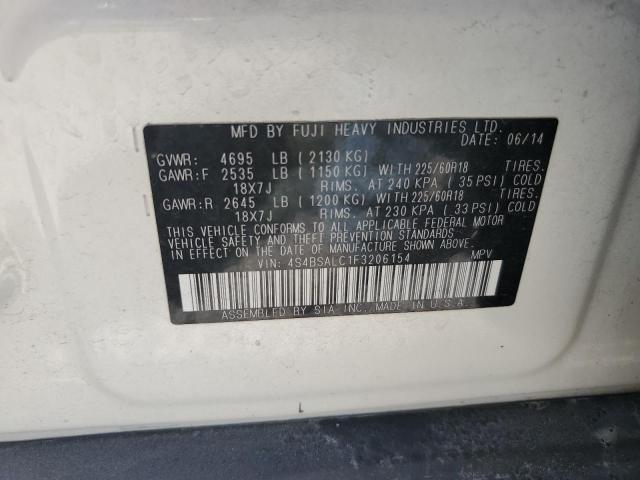 MFD BY FUJI HEAVY INDUSTRIES LTD.
DATE: 06/14
GVWR: 4695 LB ( 2130 KG)
GAWR:F 2535 LB ( 1150 KG) WITH 225/60R18 TIRES.
18X7J RIMS. AT 240 KPA ( 35 PSI) COLD
GAWR:R 2645 LB ( 1200 KG) WITH 225/60R18 TIRES.
18X7J RIMS. AT 230 KPA ( 33 PSI) COLD
THIS VEHICLE CONFORMS TO ALL APPLICABLE FEDERAL MOTOR
VEHICLE SAFETY AND THEFT PREVENTION STANDARDS IN EFFECT
ON THE DATE OF MANUFACTURE SHOWN ABOVE.
VIN: 4S4BSALC1F3206154 MPV
ASSEMBLED BY SIA, INC. MADE IN U.S.A.